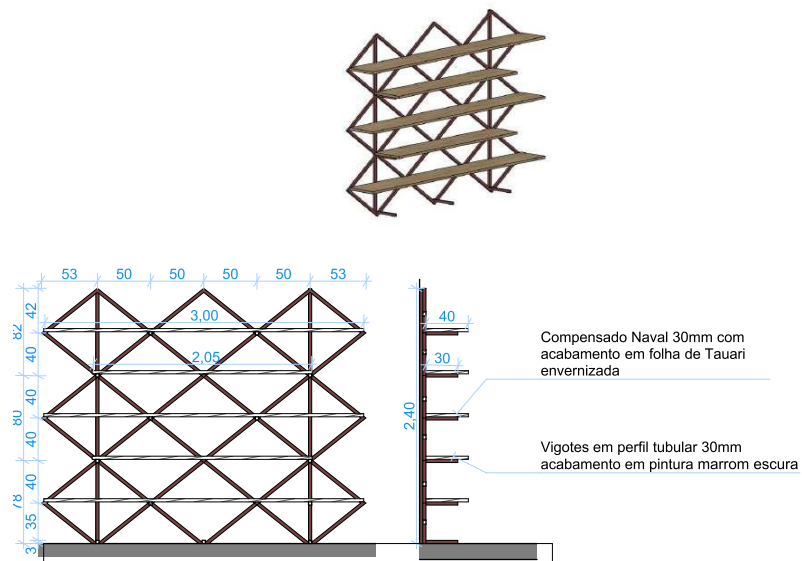 53 50 50 50 50 53
3,00
2,05
42
82
40
40
80
40
40
78
35
3
40
30
2,40
Compensado Naval 30mm com
acabamento em folha de Tauari
envernizada
Vigotes em perfil tubular 30mm
acabamento em pintura marrom escura